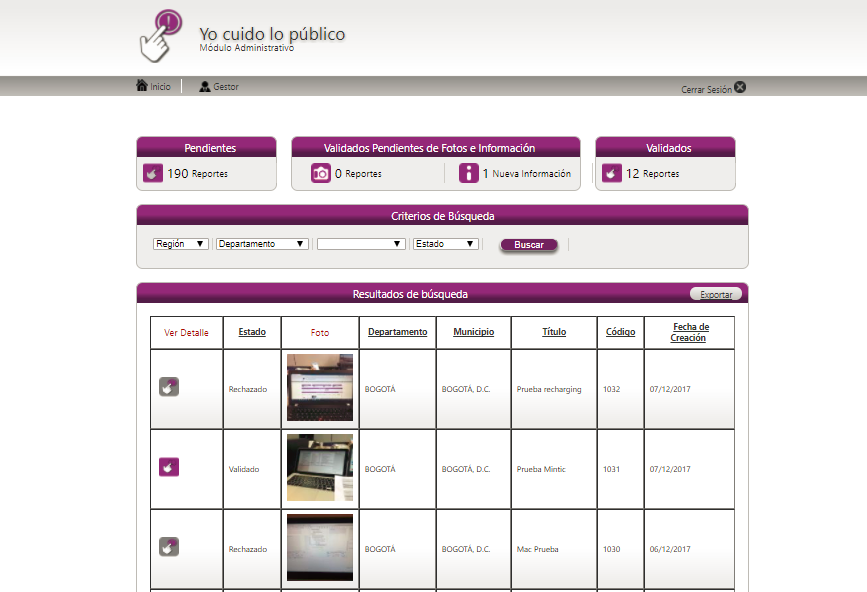 Yo cuido lo público
Módulo Administrativo
Inicio
Gestor
Cerrar Sesión
Pendientes
190 Reportes
Validados Pendientes de Fotos e Información
0 Reportes
1 Nueva Información
Validados
12 Reportes
Criterios de Búsqueda
Región
Departamento
Estado
Buscar
Resultados de búsqueda
Exportar
Ver Detalle Estado Foto Departamento Municipio Título Código Fecha de
Creación
Rechazado BOGOTÁ BOGOTÁ, D.C. Prueba recharging 1032 07/12/2017
Validado BOGOTÁ BOGOTÁ, D.C. Prueba Mintic 1031 07/12/2017
Rechazado BOGOTÁ BOGOTÁ, D.C. Mac Prueba 1030 06/12/2017